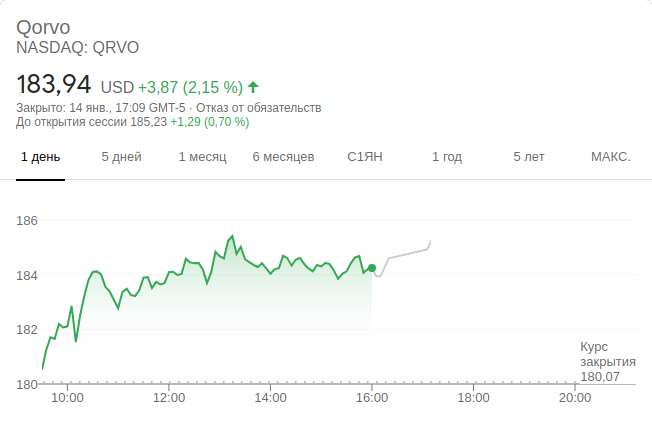 Qorvo
NASDAQ: QRVO
183,94 USD +3,87 (2,15 %)
Закрыто: 14 янв., 17:09 GMT-5 · Отказ от обязательств
До открытия сессии 185,23 +1,29 (0,70 %)
1 день 5 дней 1 месяц 6 месяцев С1ЯН 1 год 5 лет МАКС.
186
184
182
180
Курс
закрытия
180,07
10:00 12:00 14:00 16:00 18:00 20:00